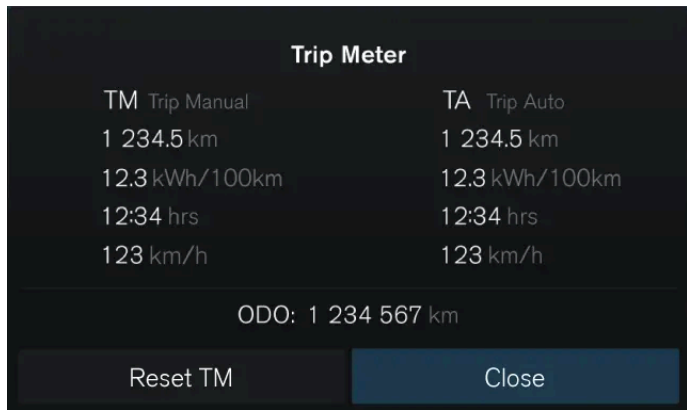 Trip Meter
TM Trip Manual
1 234.5 km
12.3 kWh/100km
12:34 hrs
123 km/h
TA Trip Auto
1 234.5 km
12.3 kWh/100km
12:34 hrs
123 km/h
ODO: 1 234 567 km
Reset TM
Close